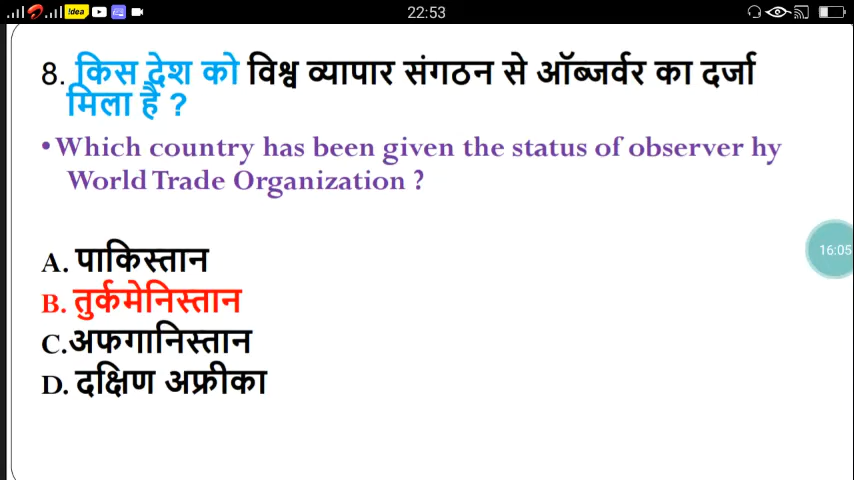 !dea
22:53
8. किस देश को विश्व व्यापार संगठन से ऑब्जर्वर का दर्जा
मिला है ?
•Which country has been given the status of observer hy
World Trade Organization ?
16:05
A. पाकिस्तान
B. तुर्कमेनिस्तान
C.अफगानिस्तान
D. दक्षिण अफ्रीका